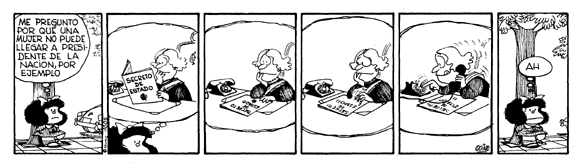 ME PREGUNTO
POR QUÉ UNA
MUJER NO PUEDE
LLEGAR A PRESI-
DENTE DE LA
NACIÓN, POR
EJEMPLO
SECRETO
DE
ESTADO
AH